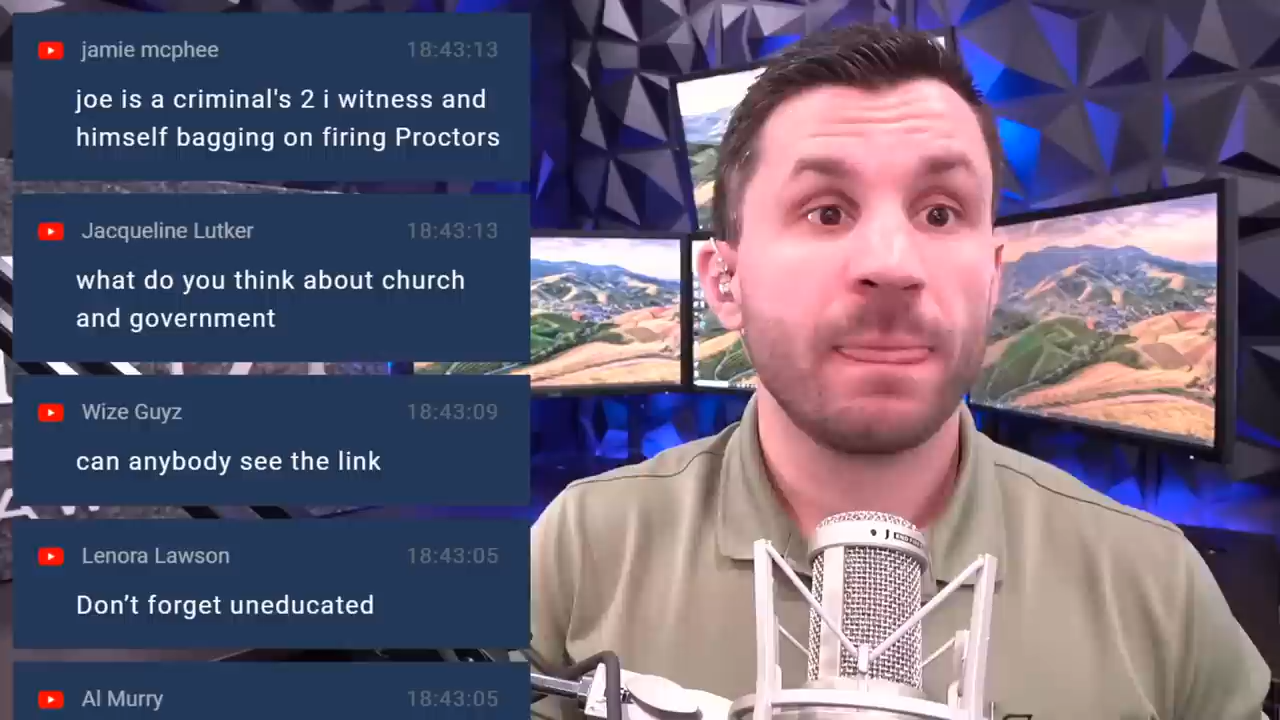 jamie mcphee 18:43:13
joe is a criminal's 2 i witness and
himself bagging on firing Proctors
Jacqueline Lutker 18:43:13
what do you think about church
and government
Wize Guyz 18:43:09
can anybody see the link
Lenora Lawson 18:43:05
Don’t forget uneducated
Al Murry 18:43:05